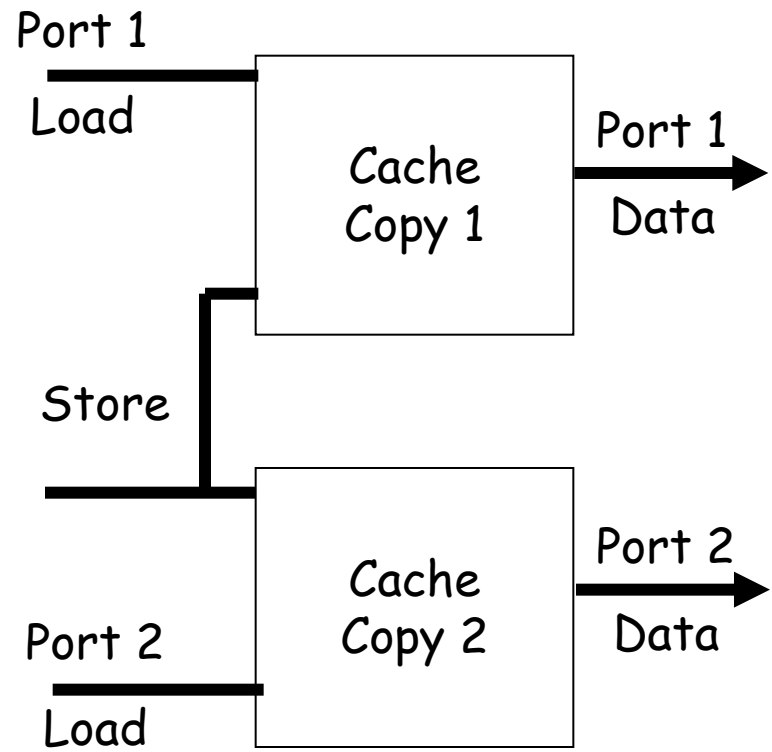 Port 1
Load
Cache
Copy 1
Port 1
Data
Store
Cache
Copy 2
Port 2
Data
Port 2
Load